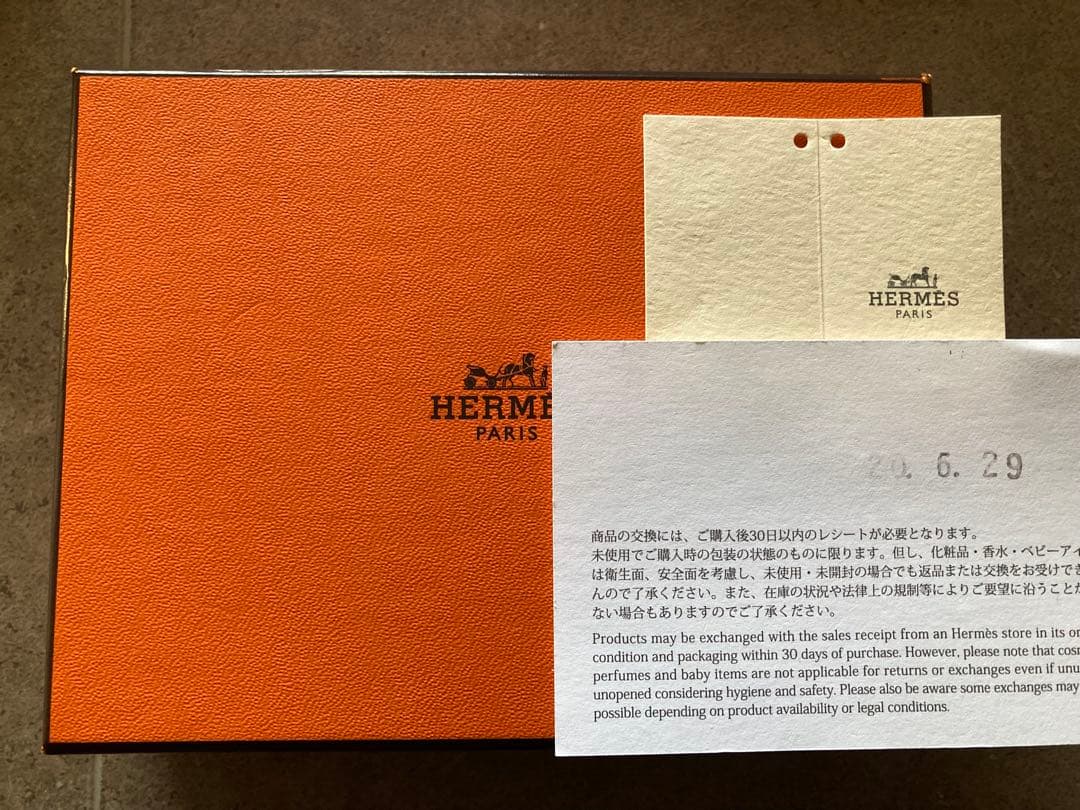 HERMÈS
PARIS
HERMÈ
PARIS
20. 6. 29
商品の交換には、ご購入後30日以内のレシートが必要となります。
未使用でご購入時の包装の状態のものに限ります。但し、化粧品・香水・ベビーアイ
は衛生面、安全面を考慮し、未使用・未開封の場合でも返品または交換をお受けでき
んので了承ください。また、在庫の状況や法律上の規制等によりご要望に沿うことが
ない場合もありますのでご了承ください。
Products may be exchanged with the sales receipt from an Hermès store in its or
condition and packaging within 30 days of purchase. However, please note that cosm
perfumes and baby items are not applicable for returns or exchanges even if unu
unopened considering hygiene and safety. Please also be aware some exchanges may
possible depending on product availability or legal conditions.